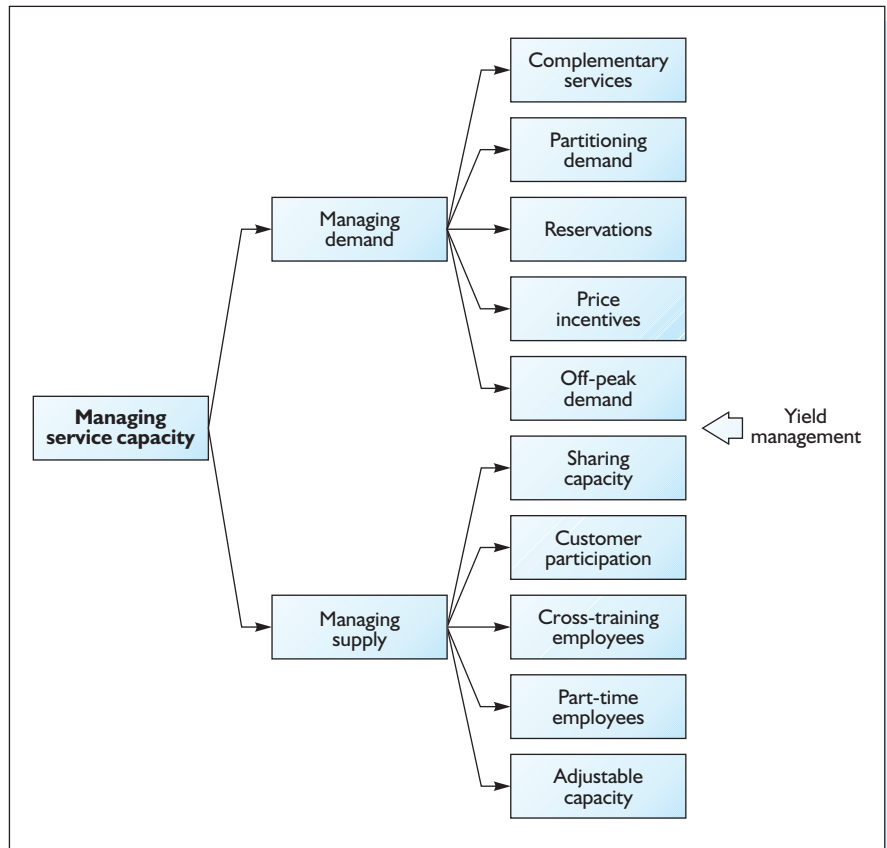 Complementary
services
Partitioning
demand
Managing
demand
Reservations
Price
incentives
Off-peak
demand
Managing
service capacity
Yield
management
Sharing
capacity
Customer
participation
Managing
supply
Cross-training
employees
Part-time
employees
Adjustable
capacity